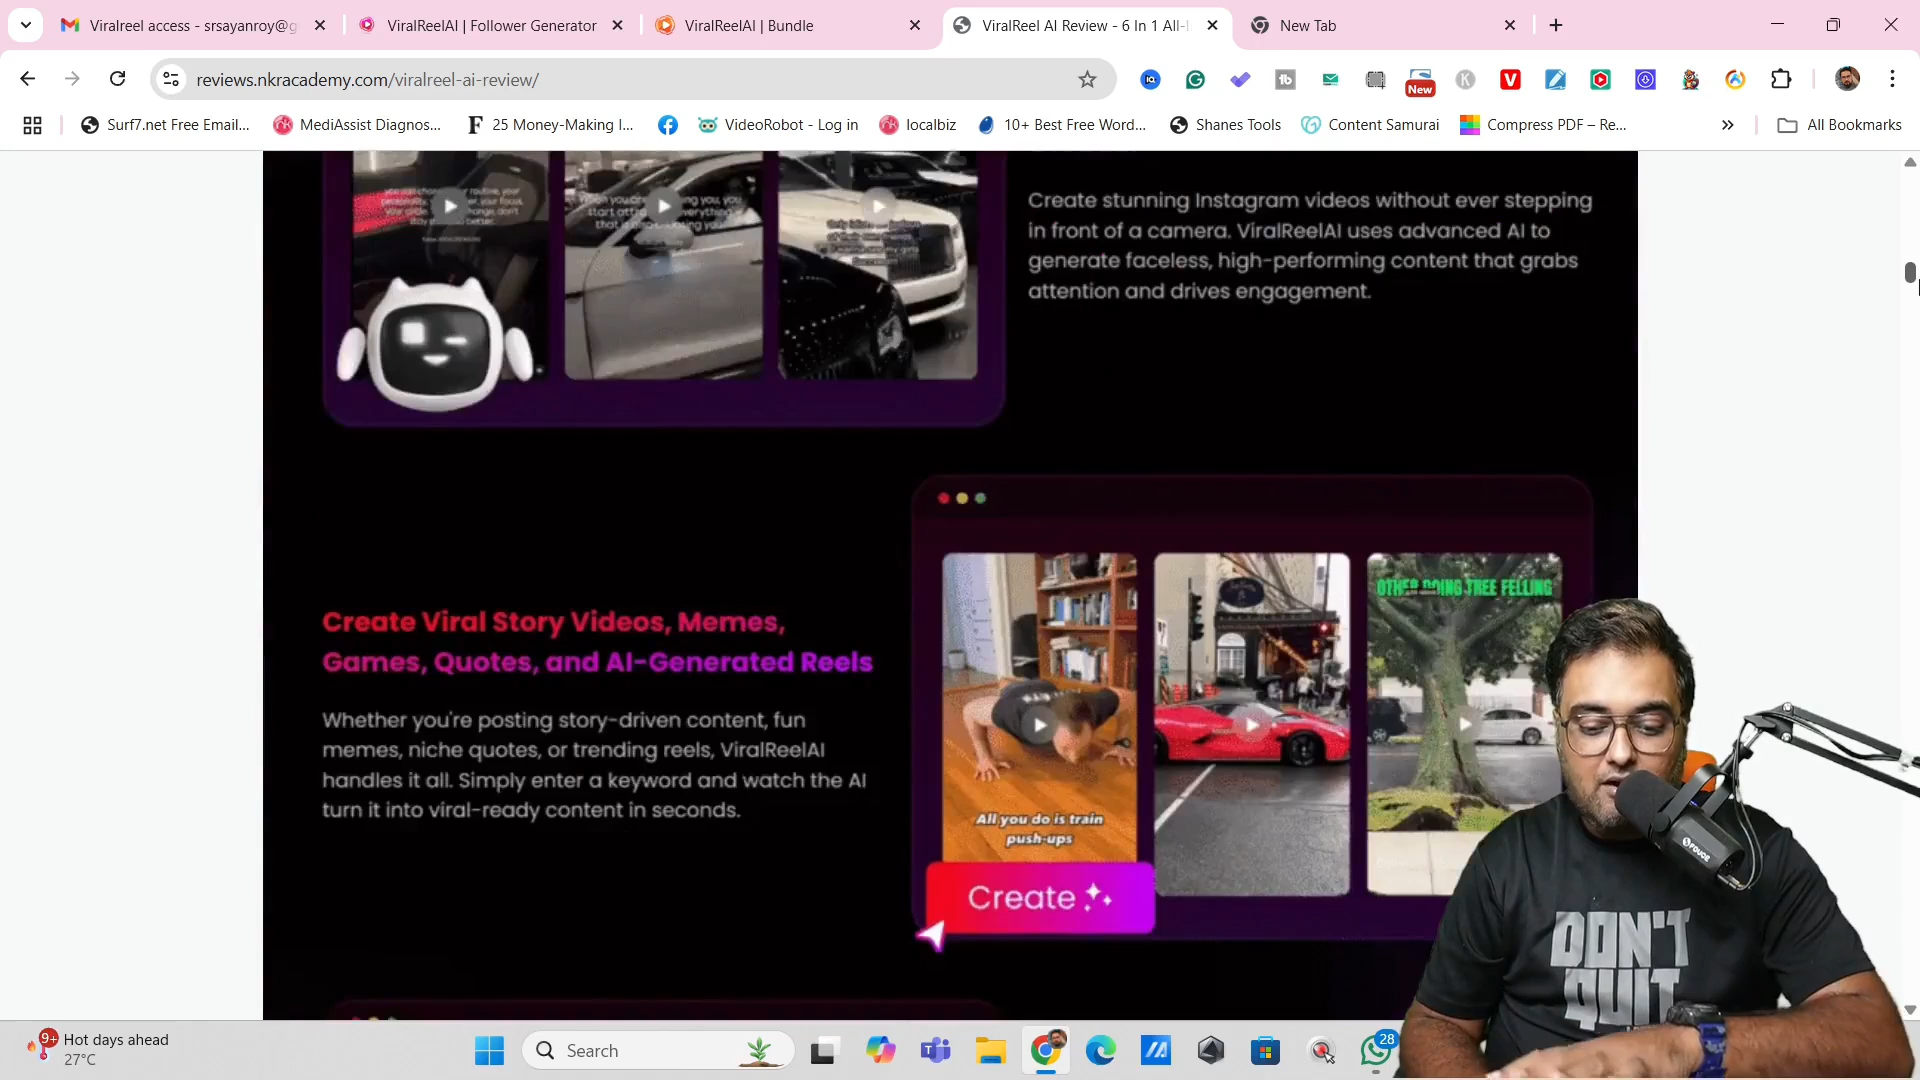 Viralreel access - srsayanroy@g
ViralReelAI | Follower Generator
ViralReelAI | Bundle
ViralReel AI Review - 6 In 1 All-
New Tab
reviews.nkracademy.com/viralreel-ai-review/
New
Surf7.net Free Email...
MediAssist Diagnos...
25 Money-Making I...
VideoRobot - Log in
localbiz
10+ Best Free Word...
Shanes Tools
Content Samurai
Compress PDF – Re...
All Bookmarks
Create stunning Instagram videos without ever stepping
in front of a camera. ViralReelAI uses advanced AI to
generate faceless, high-performing content that grabs
attention and drives engagement.
Create Viral Story Videos, Memes,
Games, Quotes, and AI-Generated Reels
Whether you're posting story-driven content, fun
memes, niche quotes, or trending reels, ViralReelAI
handles it all. Simply enter a keyword and watch the AI
turn it into viral-ready content in seconds.
OTHER DOING TREE FELLING
All you do is train
push-ups
Create
DON'T
QUIT
9+
Hot days ahead
27°C
Search
28